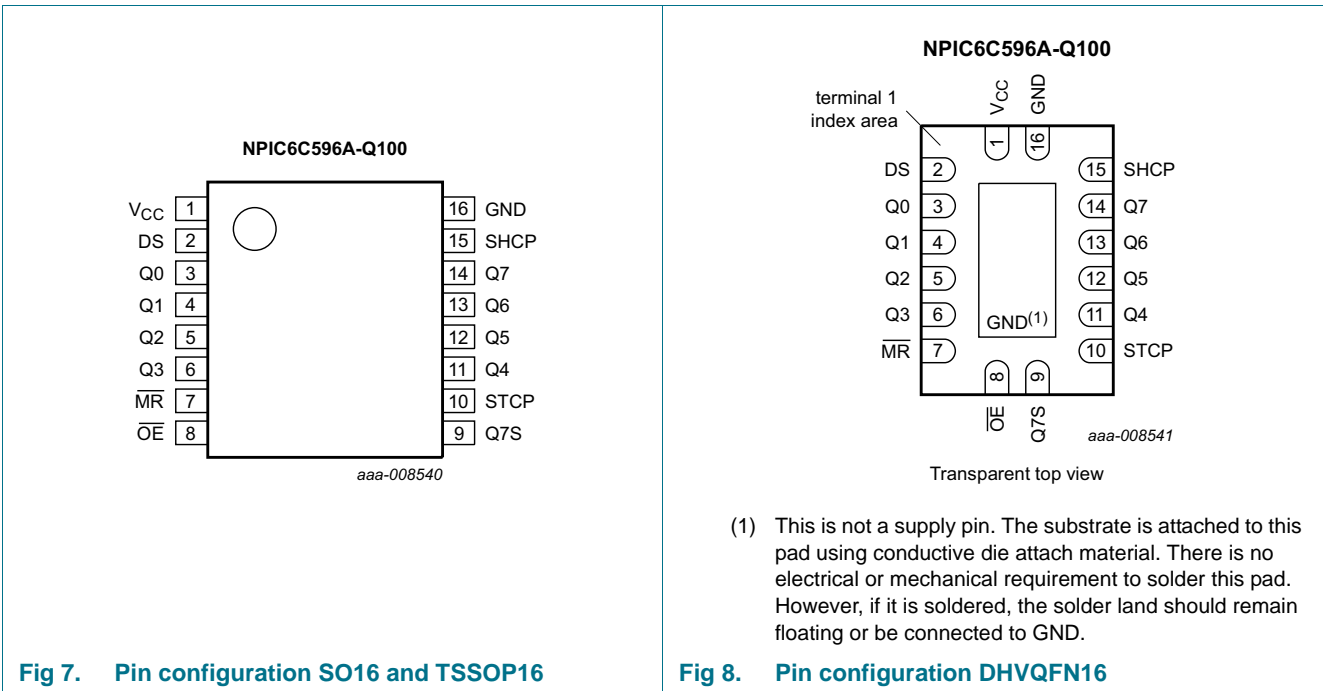 NPIC6C596A-Q100
VCC 1
DS 2
Q0 3
Q1 4
Q2 5
Q3 6
MR 7
OE 8
16 GND
15 SHCP
14 Q7
13 Q6
12 Q5
11 Q4
10 STCP
9 Q7S
aaa-008540
Fig 7. Pin configuration SO16 and TSSOP16
NPIC6C596A-Q100
terminal 1
index area
VCC
GND
1
16
DS 2
Q0 3
Q1 4
Q2 5
Q3 6
MR 7
15 SHCP
14 Q7
13 Q6
12 Q5
11 Q4
10 STCP
GND(1)
8
9
OE
Q7S
aaa-008541
Transparent top view
(1) This is not a supply pin. The substrate is attached to this
pad using conductive die attach material. There is no
electrical or mechanical requirement to solder this pad.
However, if it is soldered, the solder land should remain
floating or be connected to GND.
Fig 8. Pin configuration DHVQFN16